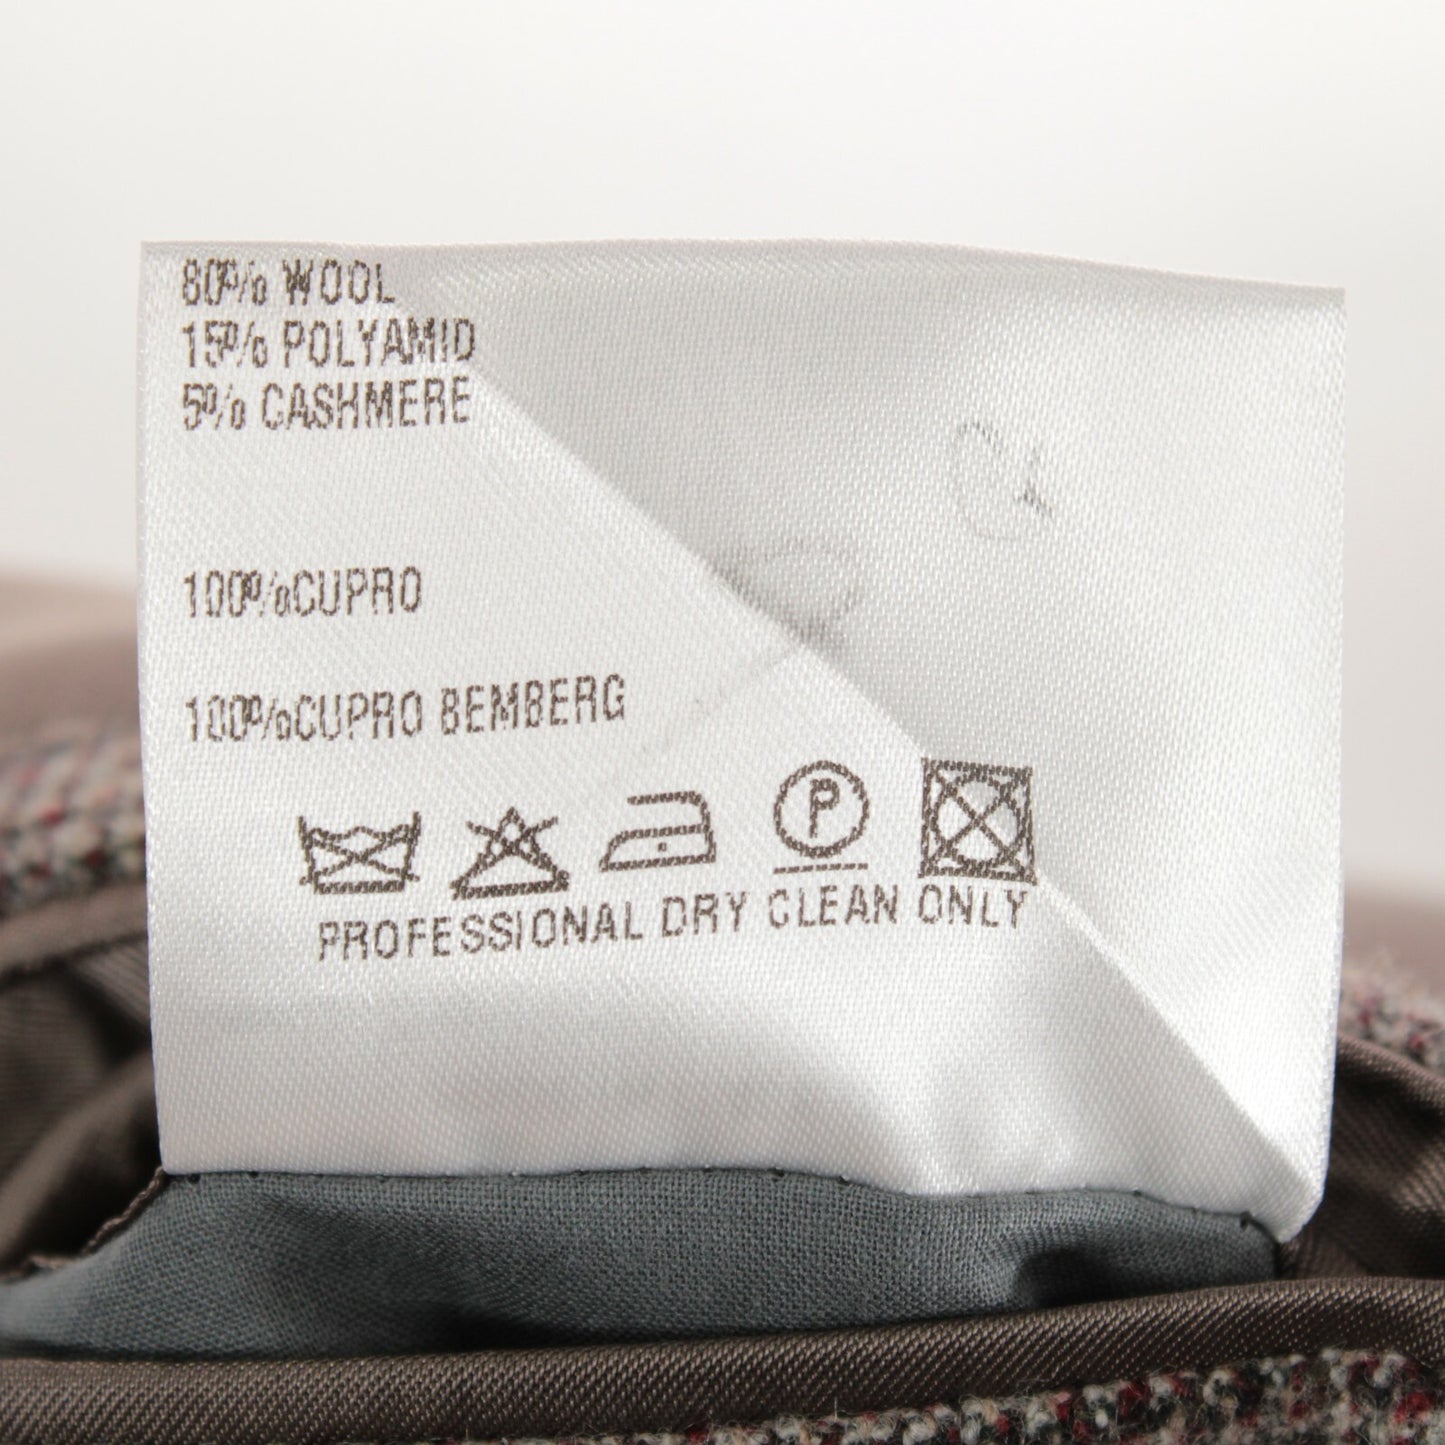 80% WOOL
15% POLYAMID
5% CASHMERE
100%CUPRO
100%CUPRO BEMBERG
P
PROFESSIONAL DRY CLEAN ONLY